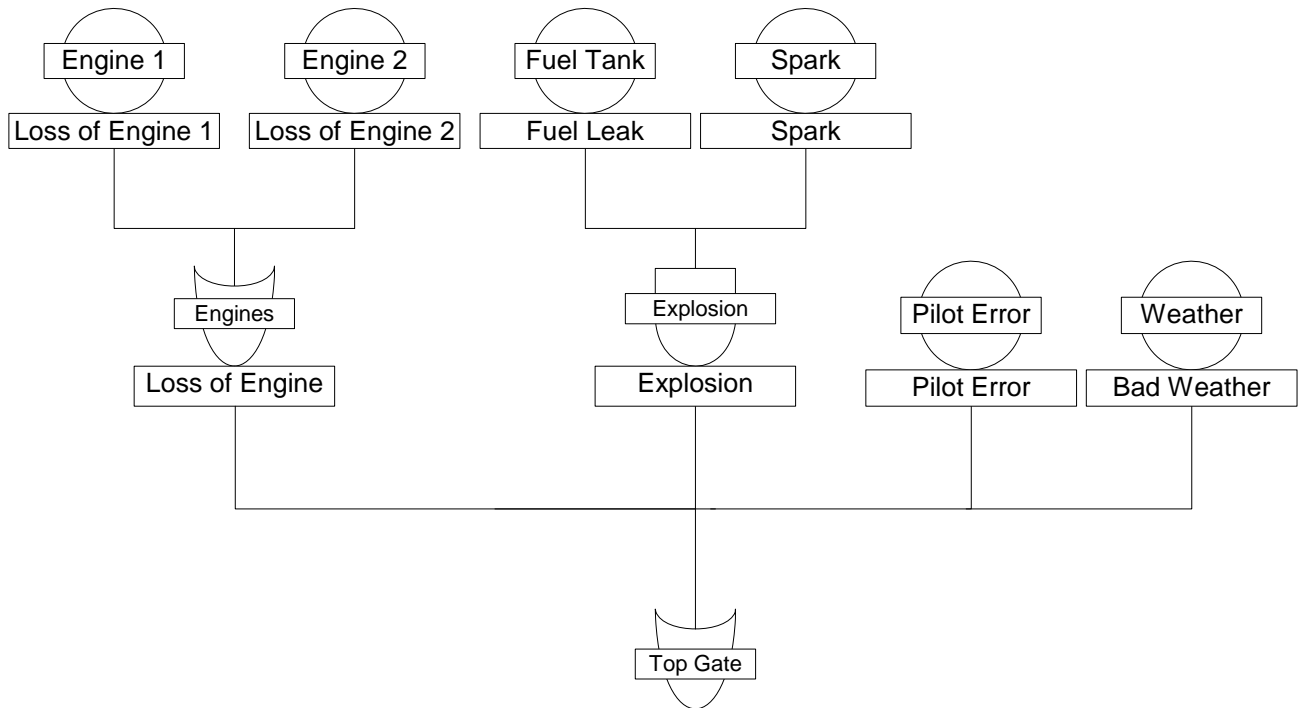 Engine 1
Engine 2
Fuel Tank
Spark
Loss of Engine 1
Loss of Engine 2
Fuel Leak
Spark
Engines
Explosion
Pilot Error
Weather
Loss of Engine
Explosion
Pilot Error
Bad Weather
Top Gate